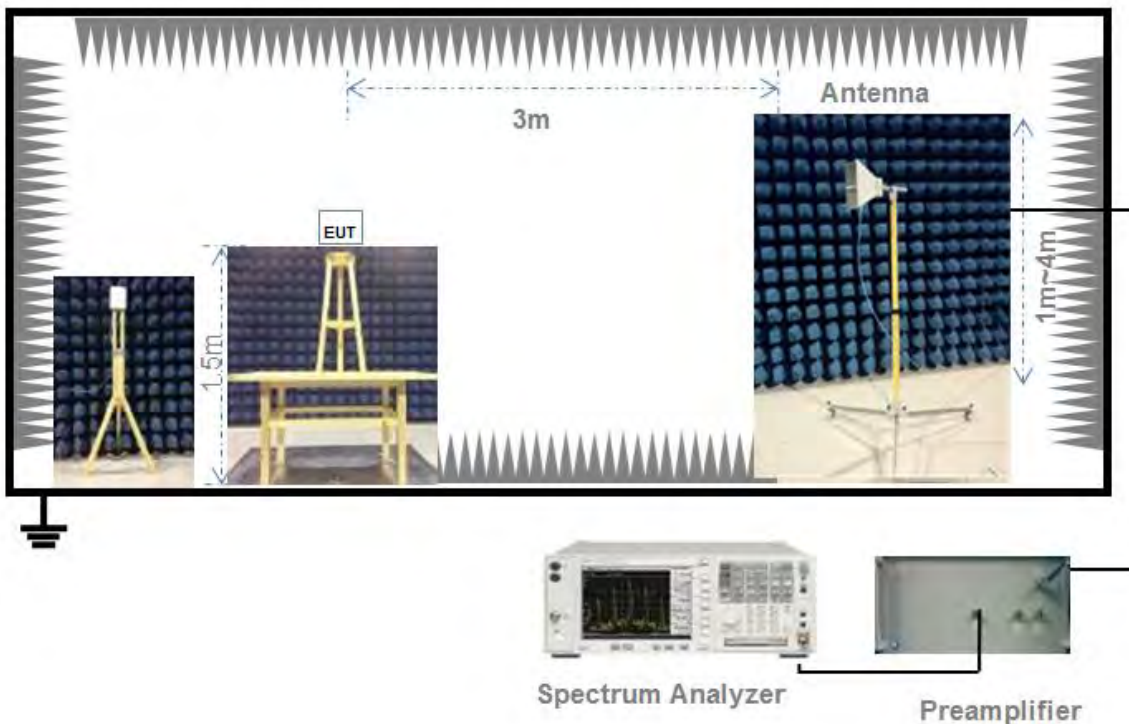 Antenna
3m
EUT
1.5m
1m~4m
Spectrum Analyzer
Preamplifier